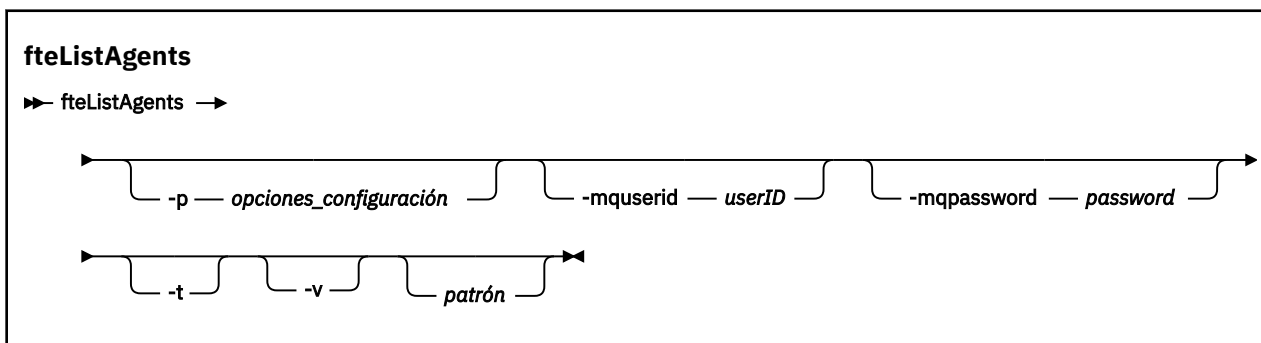 fteListAgents
fteListAgents
-p opciones_configuración -mquserid userID -mqpassword password
-t -v patrón